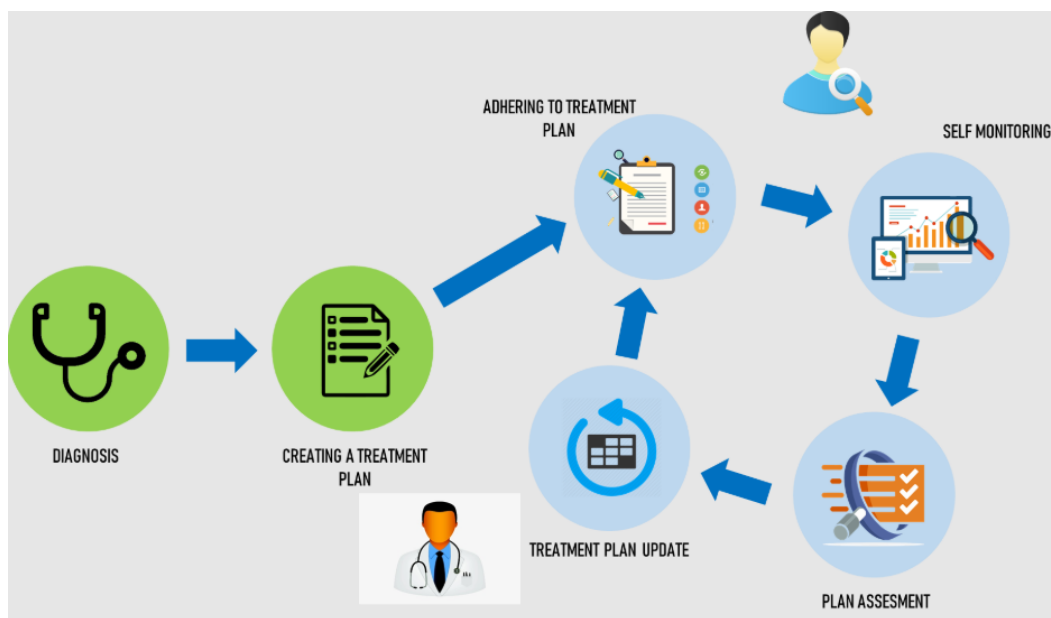 ADHERING TO TREATMENT
PLAN
SELF MONITORING
DIAGNOSIS
CREATING A TREATMENT
PLAN
TREATMENT PLAN UPDATE
PLAN ASSESMENT